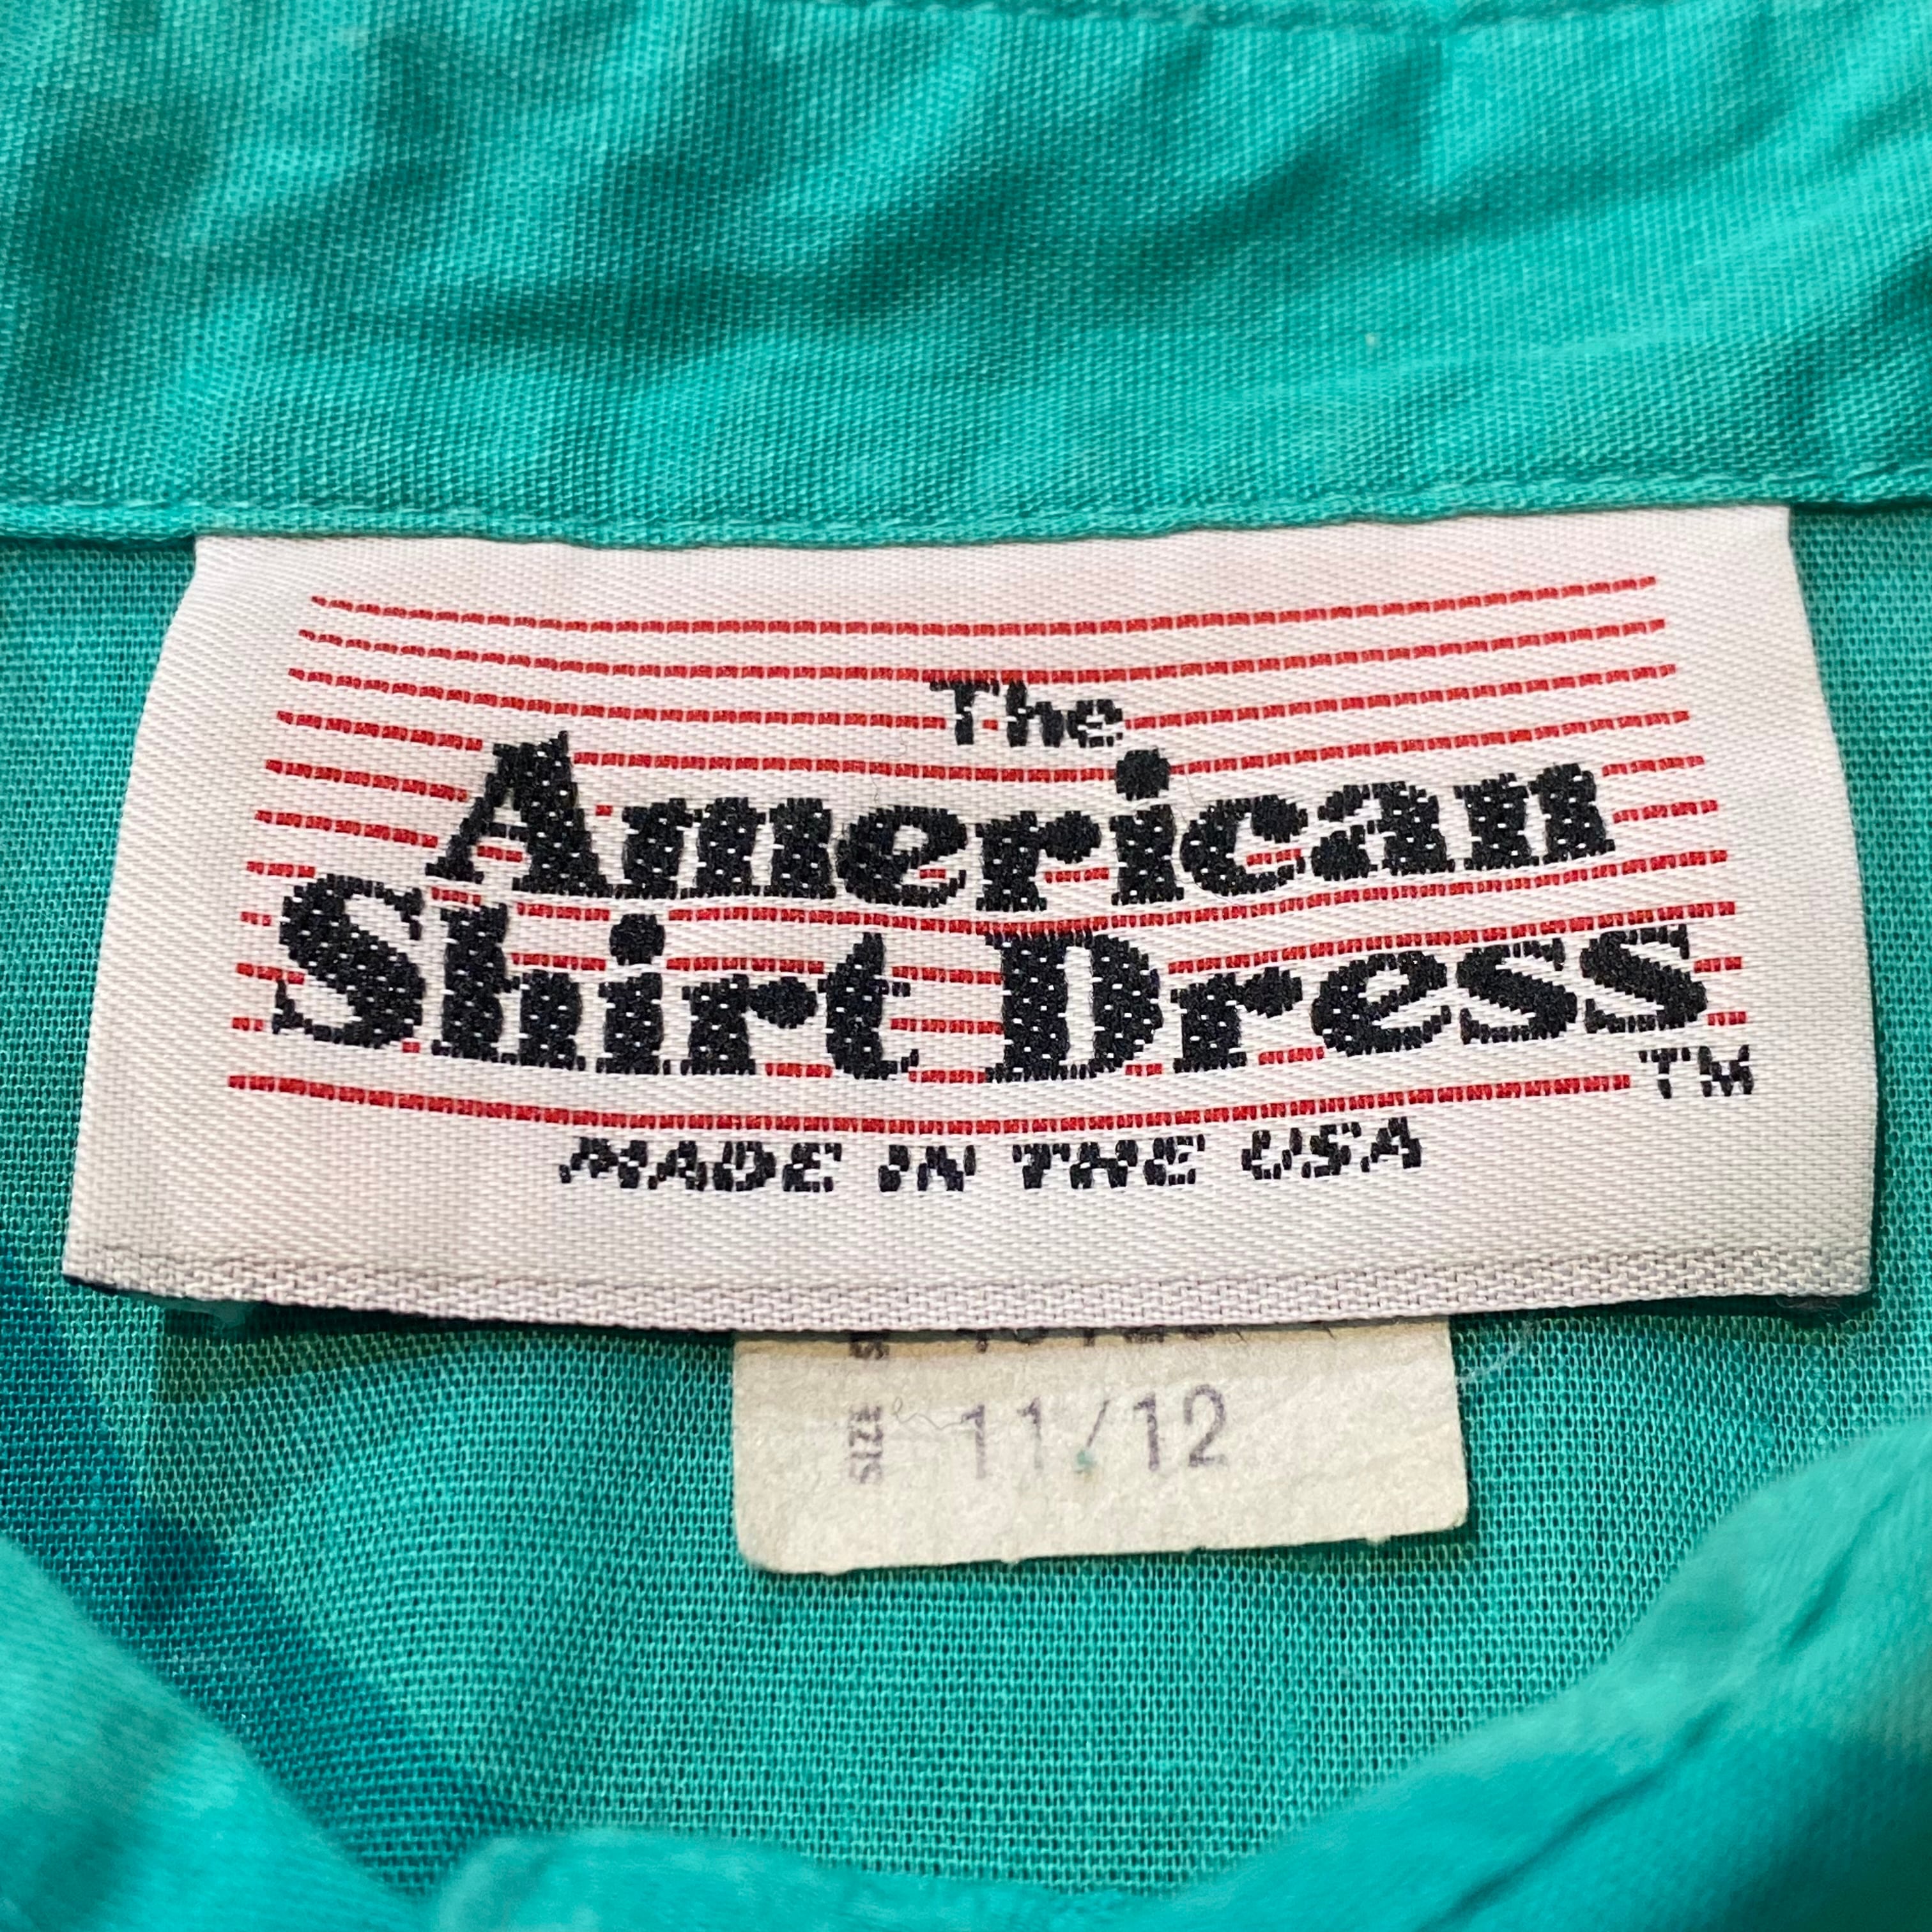 The
American
Shirt Dress
TM
MADE IN THE USA
SIZE 11/12